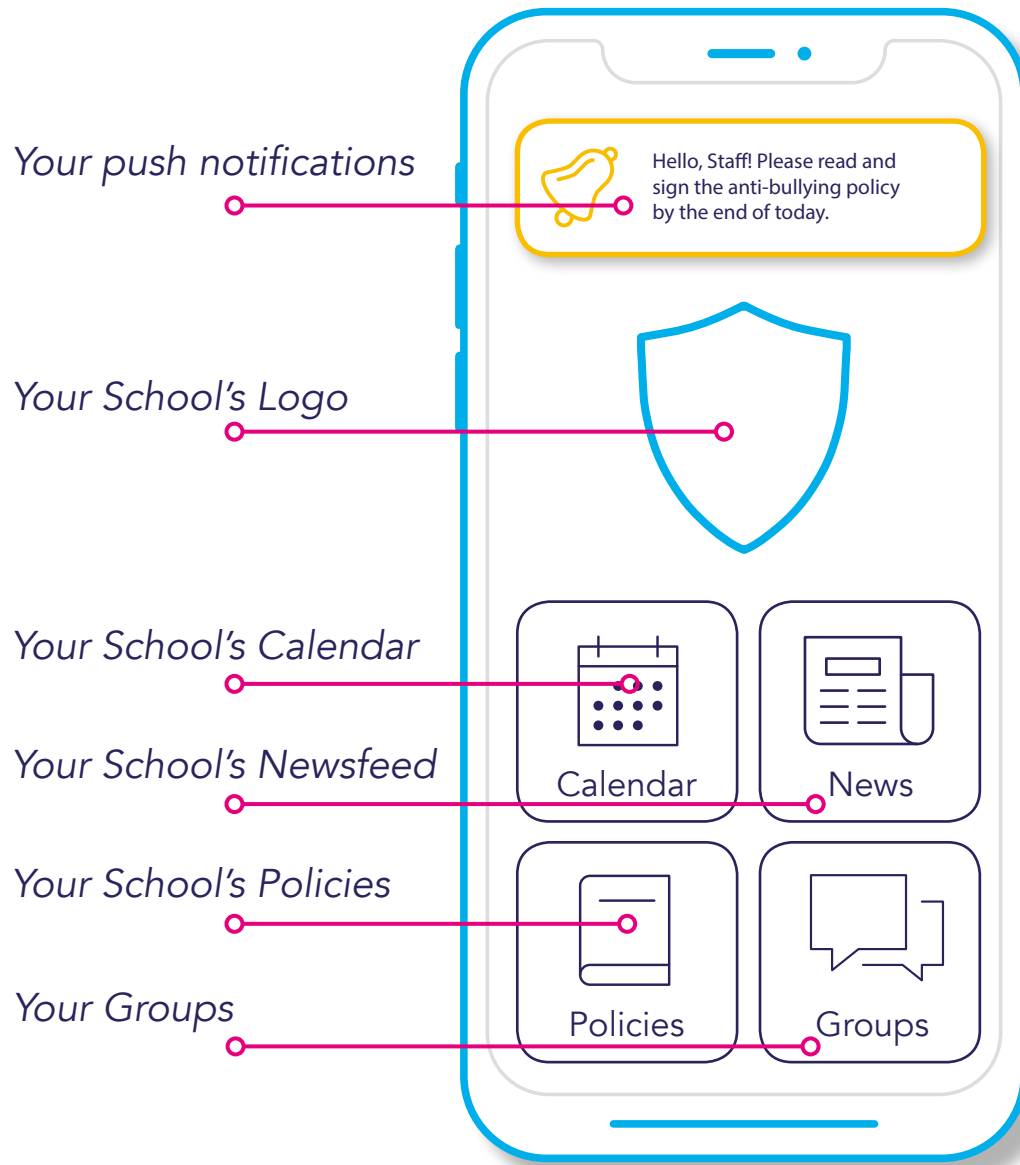 Your push notifications
Hello, Staff! Please read and
sign the anti-bullying policy
by the end of today.
Your School’s Logo
Your School’s Calendar
Your School’s Newsfeed
Calendar
News
Your School’s Policies
Your Groups
Policies
Groups